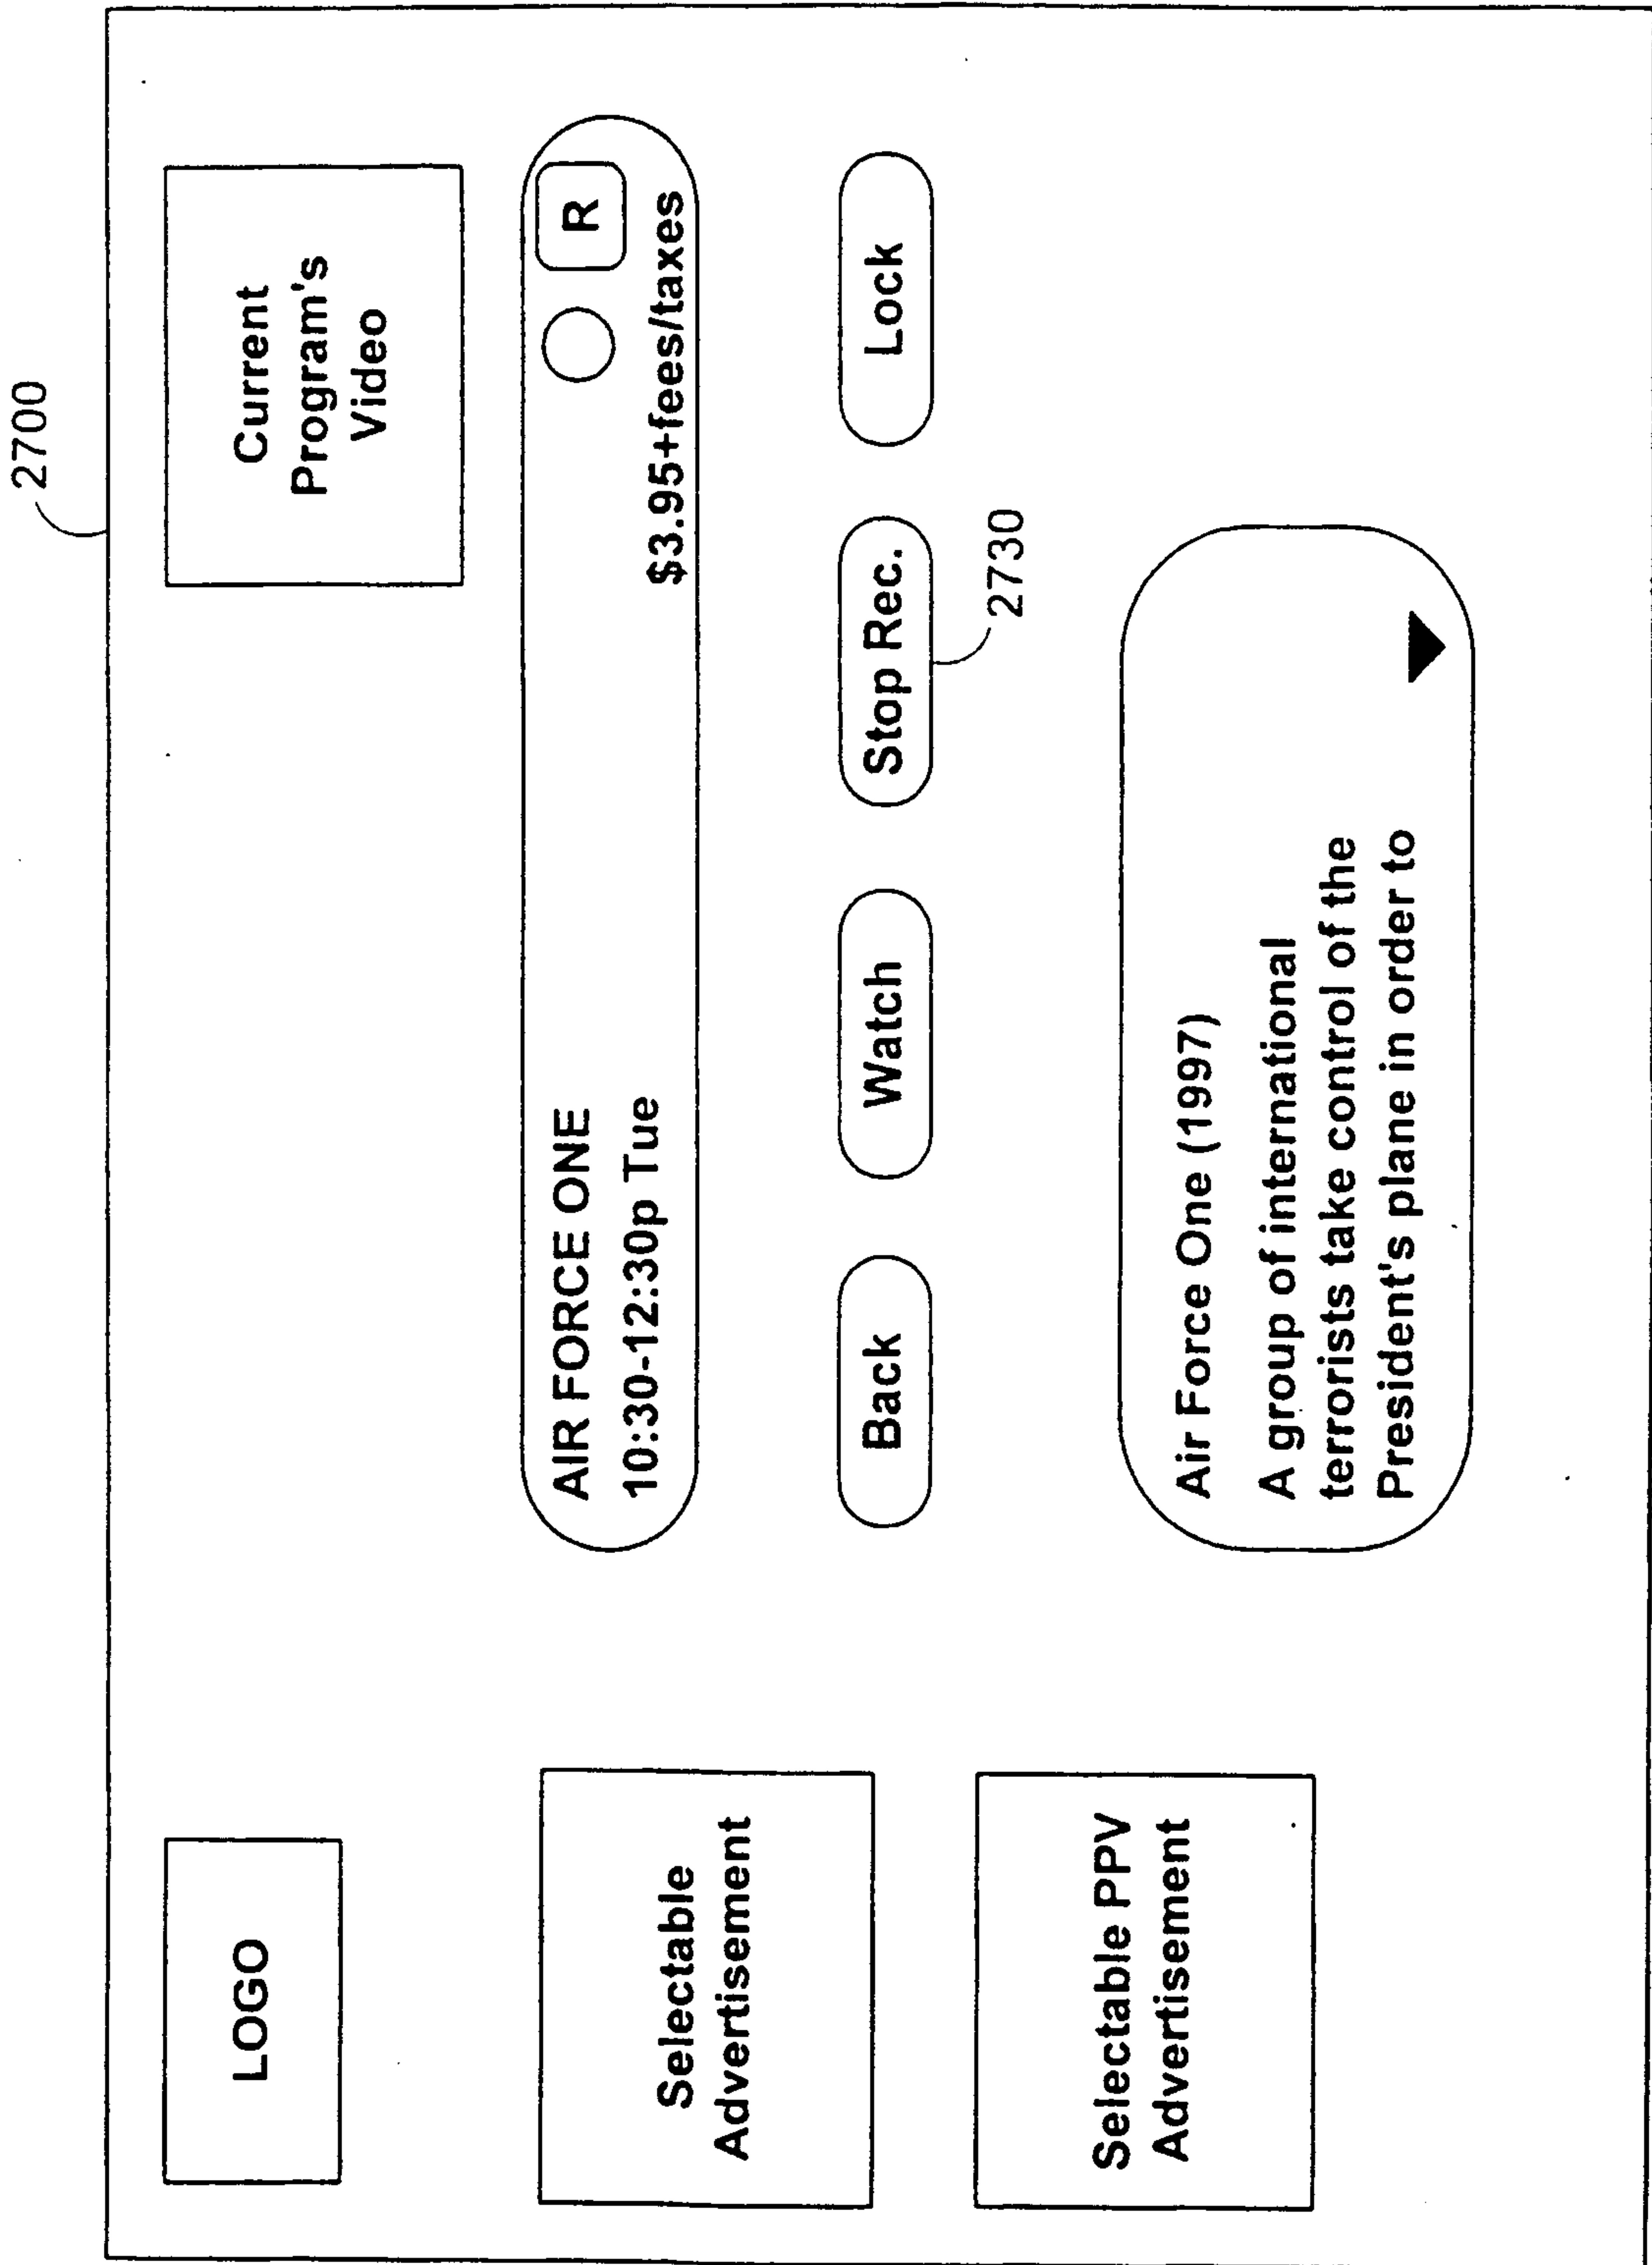 2700
LOGO
Current
Program's
Video
Selectable
Advertisement
Selectable PPV
Advertisement
AIR FORCE ONE
R
10:30-12:30p Tue
$3.95+fees/taxes
Back
Watch
Stop Rec.
Lock
2730
Air Force One (1997)
A group of international
terrorists take control of the
President's plane in order to